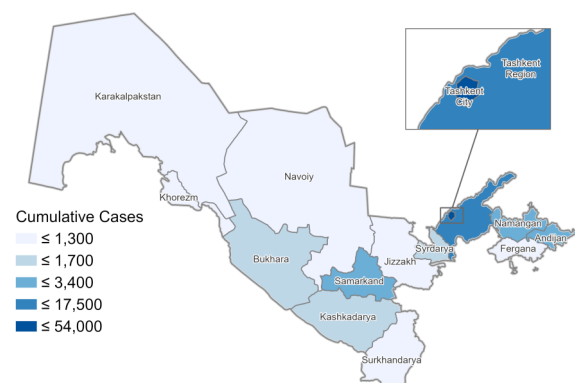 Tashkent
Region
Tashkent
City
Karakalpakstan
Navoiy
Khorezm
Namangan
Andijan
Fergana
Syrdarya
Jizzakh
Bukhara
Samarkand
Kashkadarya
Surkhandarya
Cumulative Cases
≤ 1,300
≤ 1,700
≤ 3,400
≤ 17,500
≤ 54,000